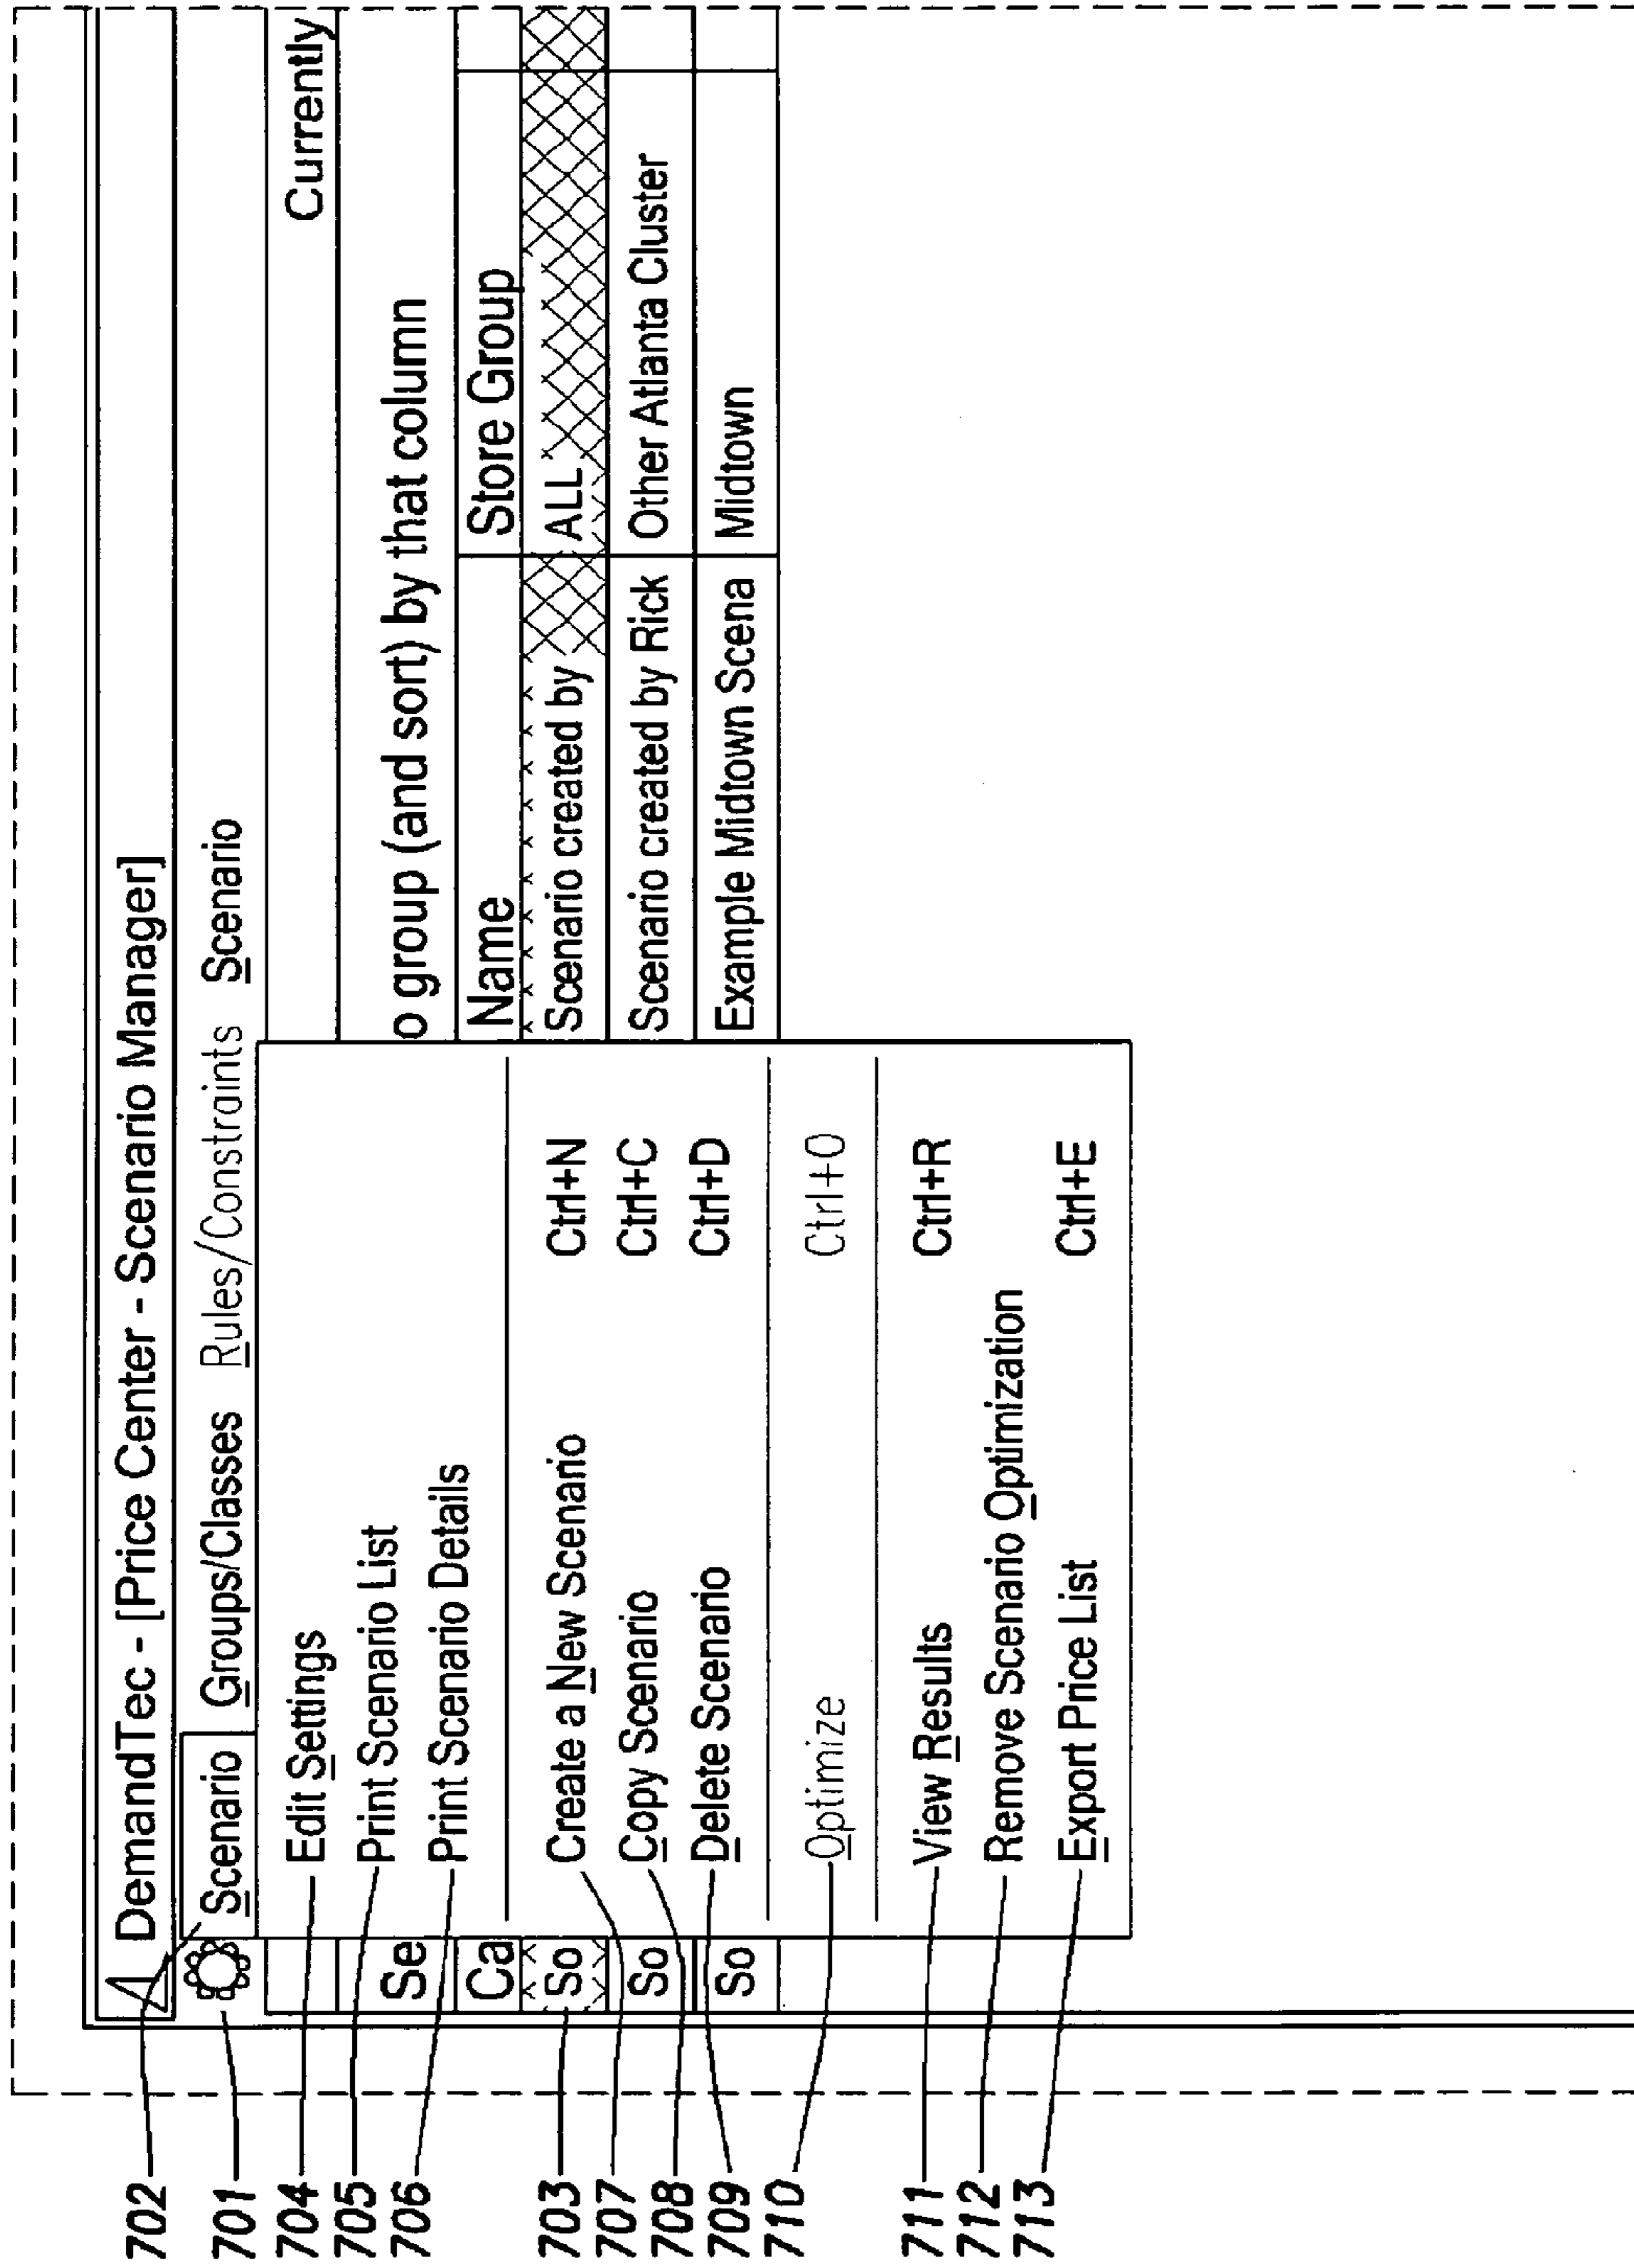 DemandTec - [Price Center - Scenario Manager]
702
701
Scenario Groups/Classes Rules/Constraints Scenario
Currently
704
Edit Settings
705
Print Scenario List
706
Print Scenario Details
Se
o group (and sort) by that column
Ca
Name
Store Group
703
So
Scenario created by
ALL
So
Scenario created by Rick
Other Atlanta Cluster
So
Example Midtown Scena
Midtown
707
Create a New Scenario Ctrl+N
708
Copy Scenario Ctrl+C
709
Delete Scenario Ctrl+D
710
Optimize Ctrl+O
711
View Results Ctrl+R
712
Remove Scenario Optimization
713
Export Price List Ctrl+E